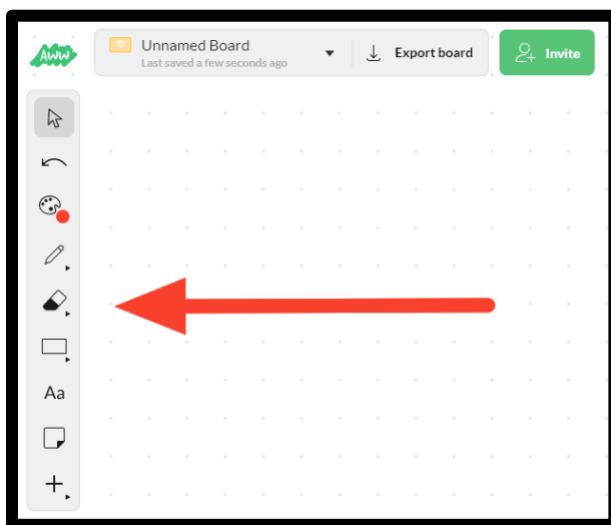 AWW
Unnamed Board
Last saved a few seconds ago
Export board
Invite
Aa